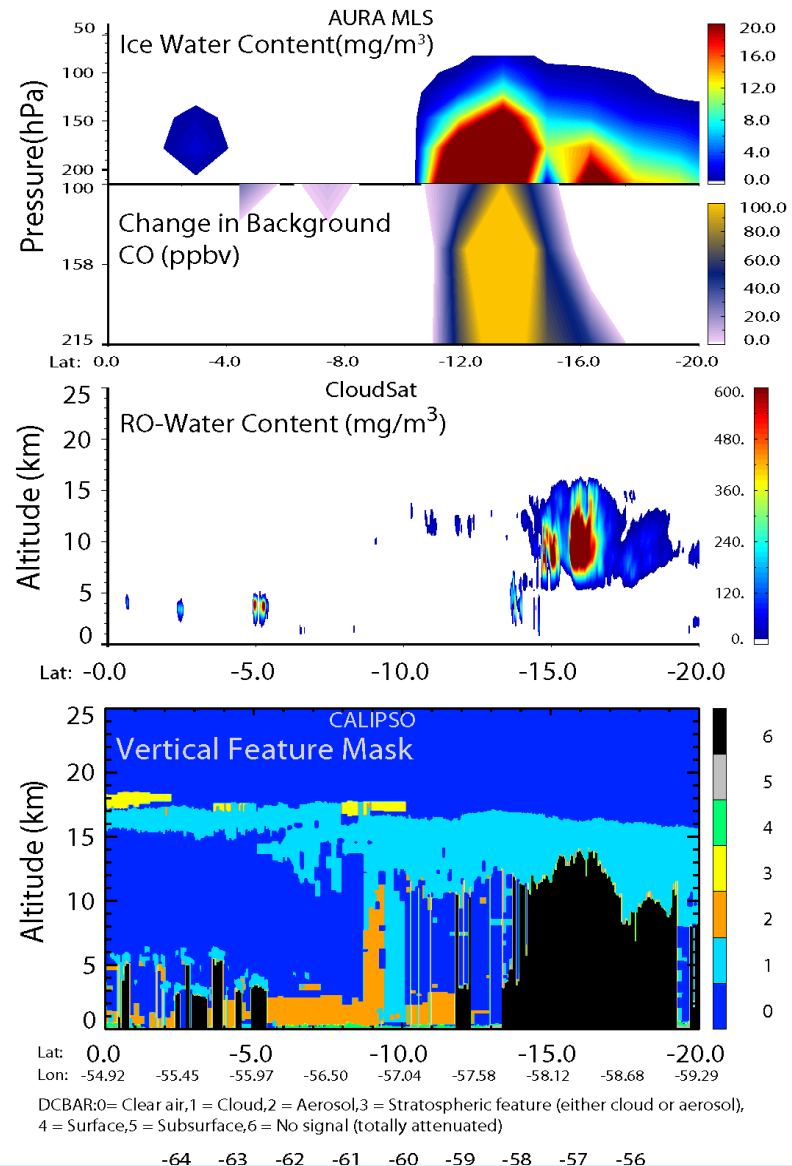 AURA MLS
Ice Water Content(mg/m³)
Pressure(hPa)
50
100
150
200
20.0
16.0
12.0
8.0
4.0
0.0
Change in Background
CO (ppbv)
100
158
215
100.0
80.0
60.0
40.0
20.0
0.0
Lat: 0.0 -4.0 -8.0 -12.0 -16.0 -20.0
CloudSat
RO-Water Content (mg/m³)
Altitude (km)
25
20
15
10
5
0
600.
480.
360.
240.
120.
0.
Lat: -0.0 -5.0 -10.0 -15.0 -20.0
CALIPSO
Vertical Feature Mask
Altitude (km)
25
20
15
10
5
0
6
5
4
3
2
1
0
Lat: 0.0 -5.0 -10.0 -15.0 -20.0
Lon: -54.92 -55.45 -55.97 -56.50 -57.04 -57.58 -58.12 -58.68 -59.29
DCBAR:0= Clear air,1 = Cloud,2 = Aerosol,3 = Stratospheric feature (either cloud or aerosol),
4 = Surface,5 = Subsurface,6 = No signal (totally attenuated)
-64 -63 -62 -61 -60 -59 -58 -57 -56